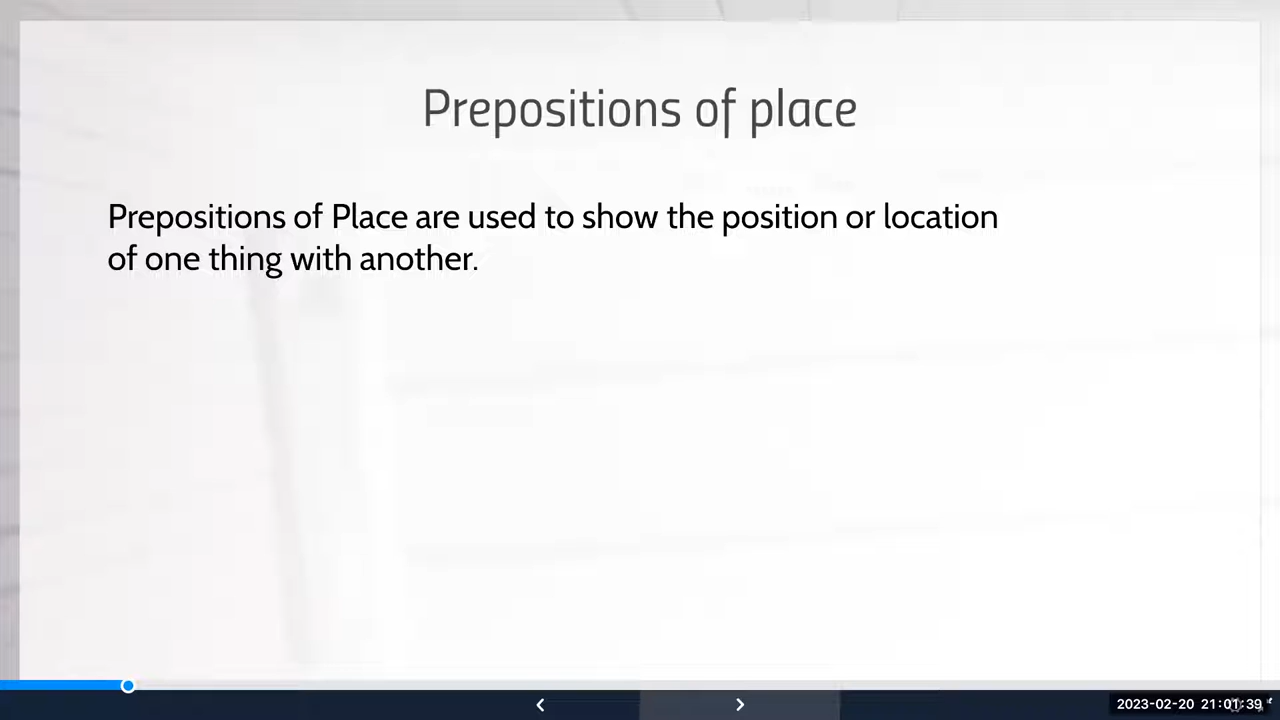 Prepositions of place
Prepositions of Place are used to show the position or location
of one thing with another.
2023-02-20 21:01:39